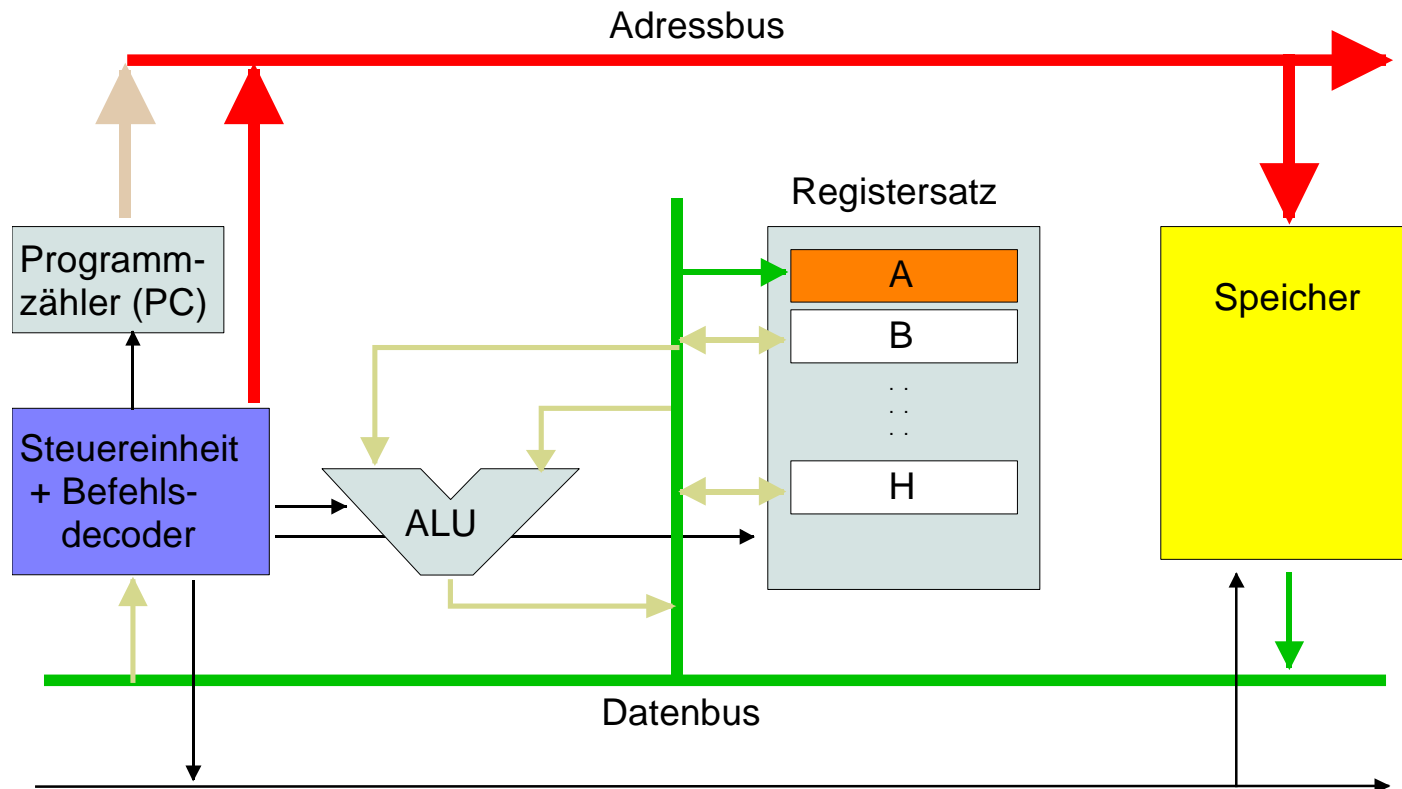 Adressbus
Registersatz
Programm-
zähler (PC)
A
Speicher
B
. .
. .
. .
Steuereinheit
+ Befehls-
decoder
H
ALU
Datenbus